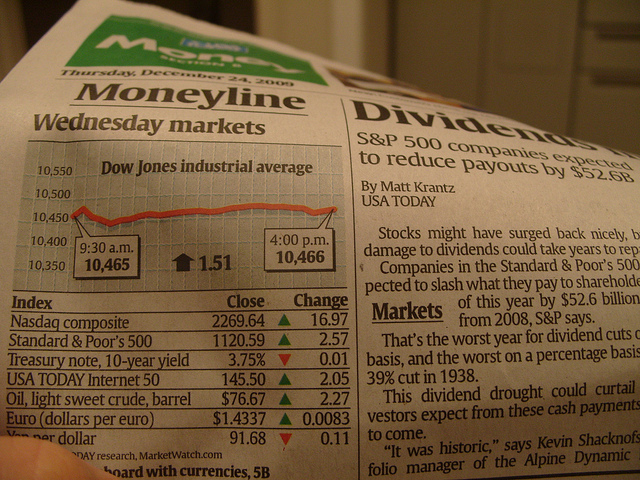 Money
SECTION B
Thursday, December 24, 2009
Moneyline
Wednesday markets
Dow Jones industrial average
10,550
10,500
10,450
10,400
10,350
9:30 a.m.
10,465
1.51
4:00 p.m.
10,466
Index Close Change
Nasdaq composite 2269.64 ▲ 16.97
Standard & Poor's 500 1120.59 ▲ 2.57
Treasury note, 10-year yield 3.75% ▼ 0.01
USA TODAY Internet 50 145.50 ▲ 2.05
Oil, light sweet crude, barrel $76.67 ▲ 2.27
Euro (dollars per euro) $1.4337 ▲ 0.0083
Yen per dollar 91.68 ▼ 0.11
DAY research, MarketWatch.com
board with currencies, 5B
Dividends
S&P 500 companies expected
to reduce payouts by $52.6B
By Matt Krantz
USA TODAY
Stocks might have surged back nicely, b
damage to dividends could take years to rep
Companies in the Standard & Poor's 500
pected to slash what they pay to shareholde
Markets
of this year by $52.6 billion
from 2008, S&P says.
That's the worst year for dividend cuts o
basis, and the worst on a percentage basis
39% cut in 1938.
This dividend drought could curtail
vestors expect from these cash payments
to come.
"It was historic," says Kevin Shacknofs
folio manager of the Alpine Dynamic